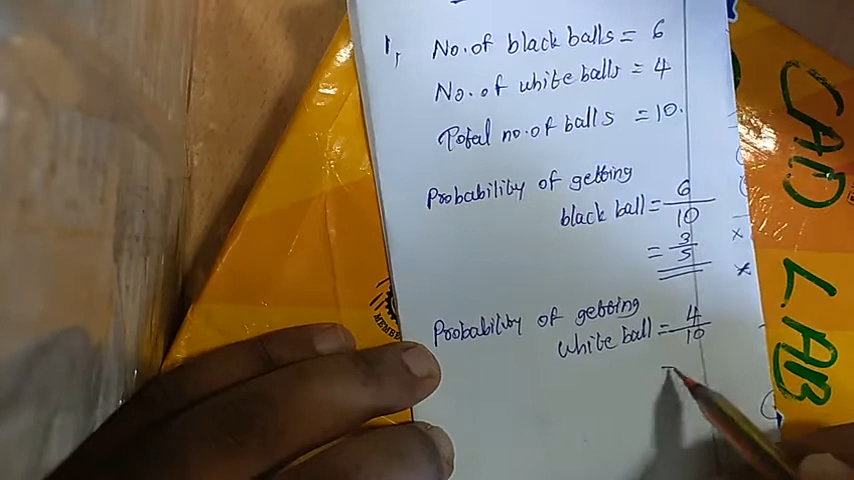 1, No. of black balls = 6
No. of white balls = 4
Total no. of balls = 10.
Probability of getting
black ball = 6/10
= 3/5
Probability of getting
white ball = 4/10
=
CAD
LAB